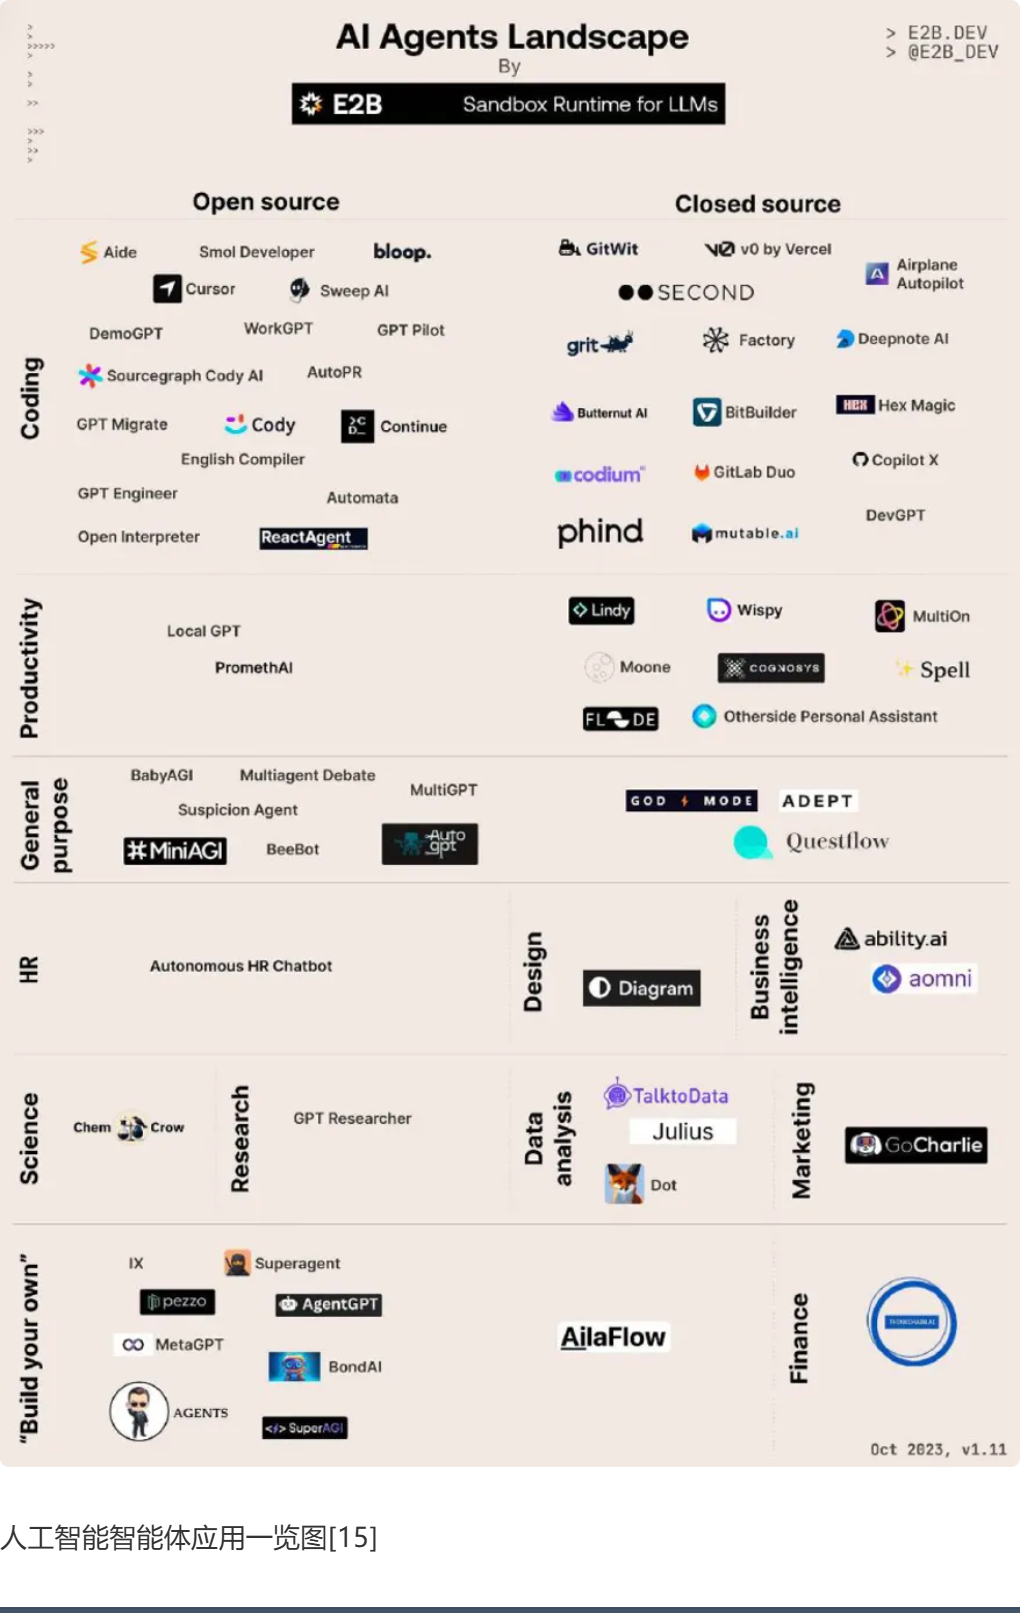 AI Agents Landscape
By
E2B Sandbox Runtime for LLMs
> E2B.DEV
> @E2B_DEV
Open source
Closed source
Coding
Aide
Smol Developer
bloop.
Cursor
Sweep AI
DemoGPT
WorkGPT
GPT Pilot
Sourcegraph Cody AI
AutoPR
GPT Migrate
Cody
Continue
English Compiler
GPT Engineer
Automata
Open Interpreter
ReactAgent
GitWit
v0 by Vercel
Airplane
Autopilot
SECOND
grit
Factory
Deepnote AI
Butternut AI
BitBuilder
HEX Hex Magic
codium
GitLab Duo
Copilot X
DevGPT
phind
mutable.ai
Productivity
Local GPT
PromethAI
Lindy
Wispy
MultiOn
Moone
COGNOSYS
Spell
FLODE
Otherside Personal Assistant
General
purpose
BabyAGI
Multiagent Debate
MultiGPT
Suspicion Agent
#MiniAGI
BeeBot
Auto
gpt
GOD MODE
ADEPT
Questflow
HR
Autonomous HR Chatbot
Design
Diagram
Business
intelligence
ability.ai
aomni
Science
Chem Crow
Research
GPT Researcher
Data
analysis
TalktoData
Julius
Dot
Marketing
GoCharlie
"Build your own"
IX
Superagent
pezzo
AgentGPT
MetaGPT
BondAI
AGENTS
</> SuperAGI
AilaFlow
Finance
Oct 2023, v1.11
人工智能智能体应用一览图[15]